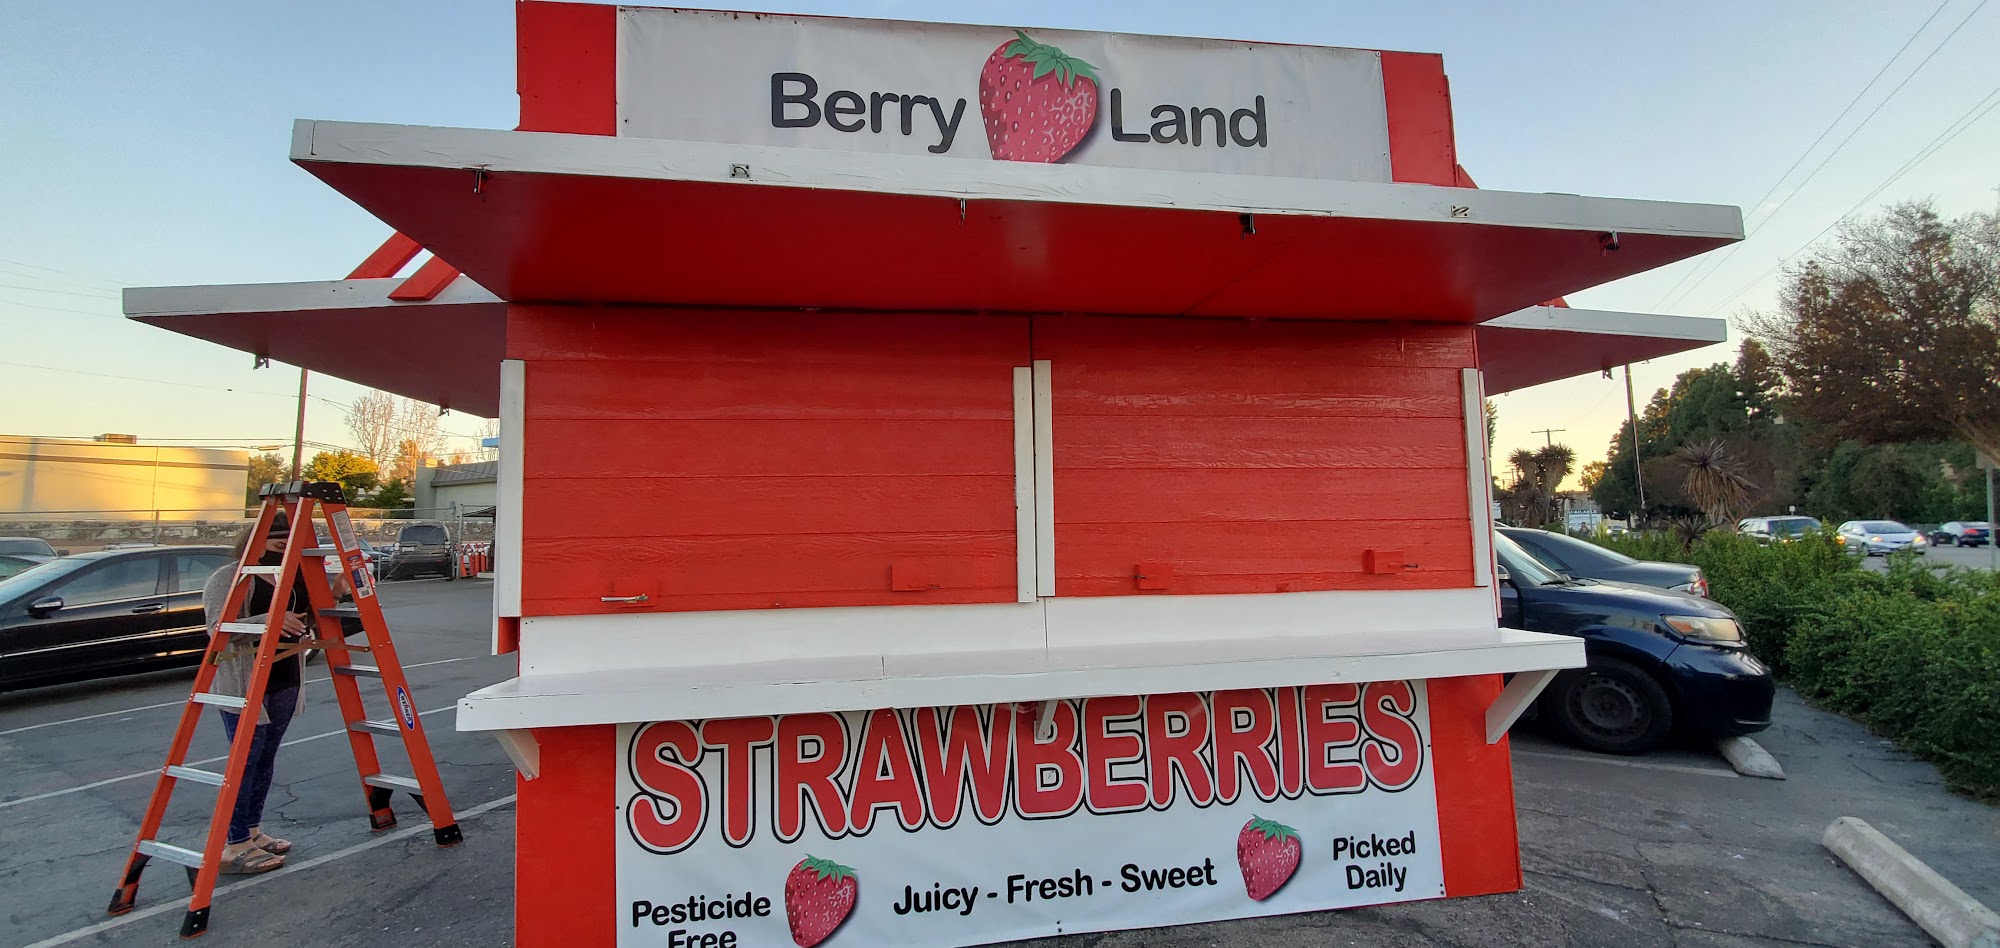 Berry Land
STRAWBERRIES
Pesticide
Free
Juicy - Fresh - Sweet
Picked
Daily